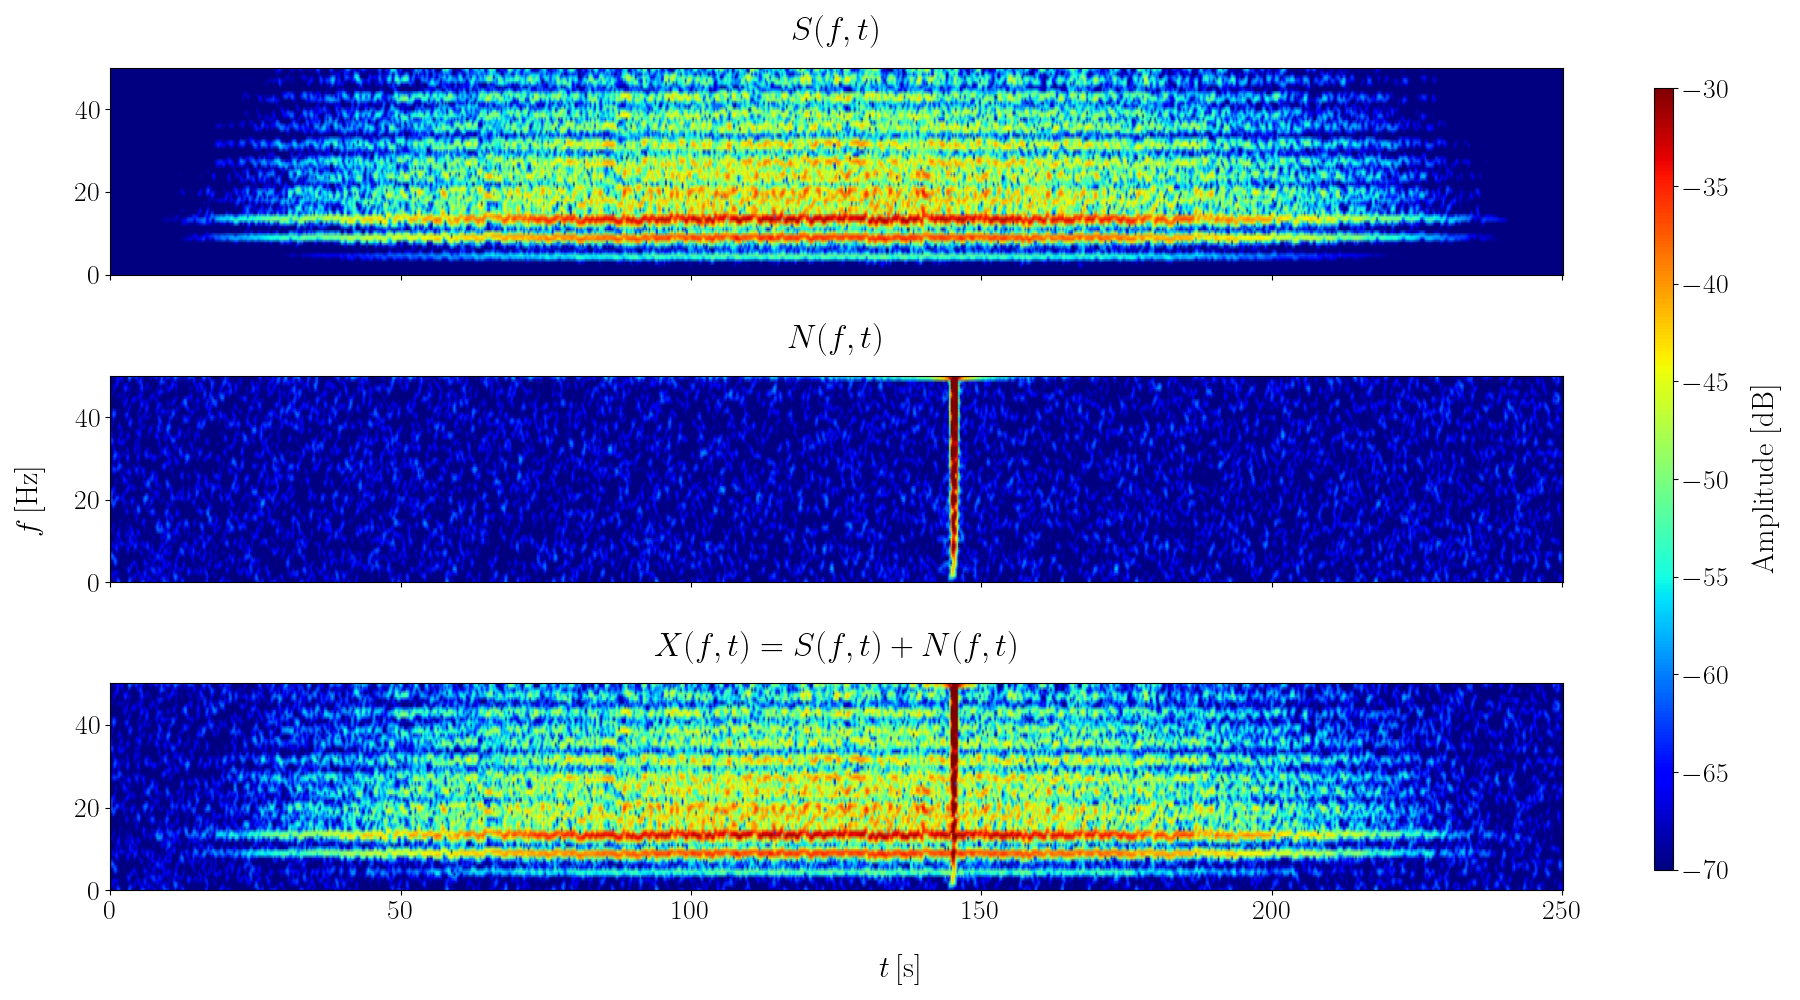 S(f, t)
40
20
0
N(f, t)
40
20
0
f [Hz]
X(f, t) = S(f, t) + N(f, t)
40
20
0
0 50 100 150 200 250
t [s]
−30
−35
−40
−45
−50
−55
−60
−65
−70
Amplitude [dB]